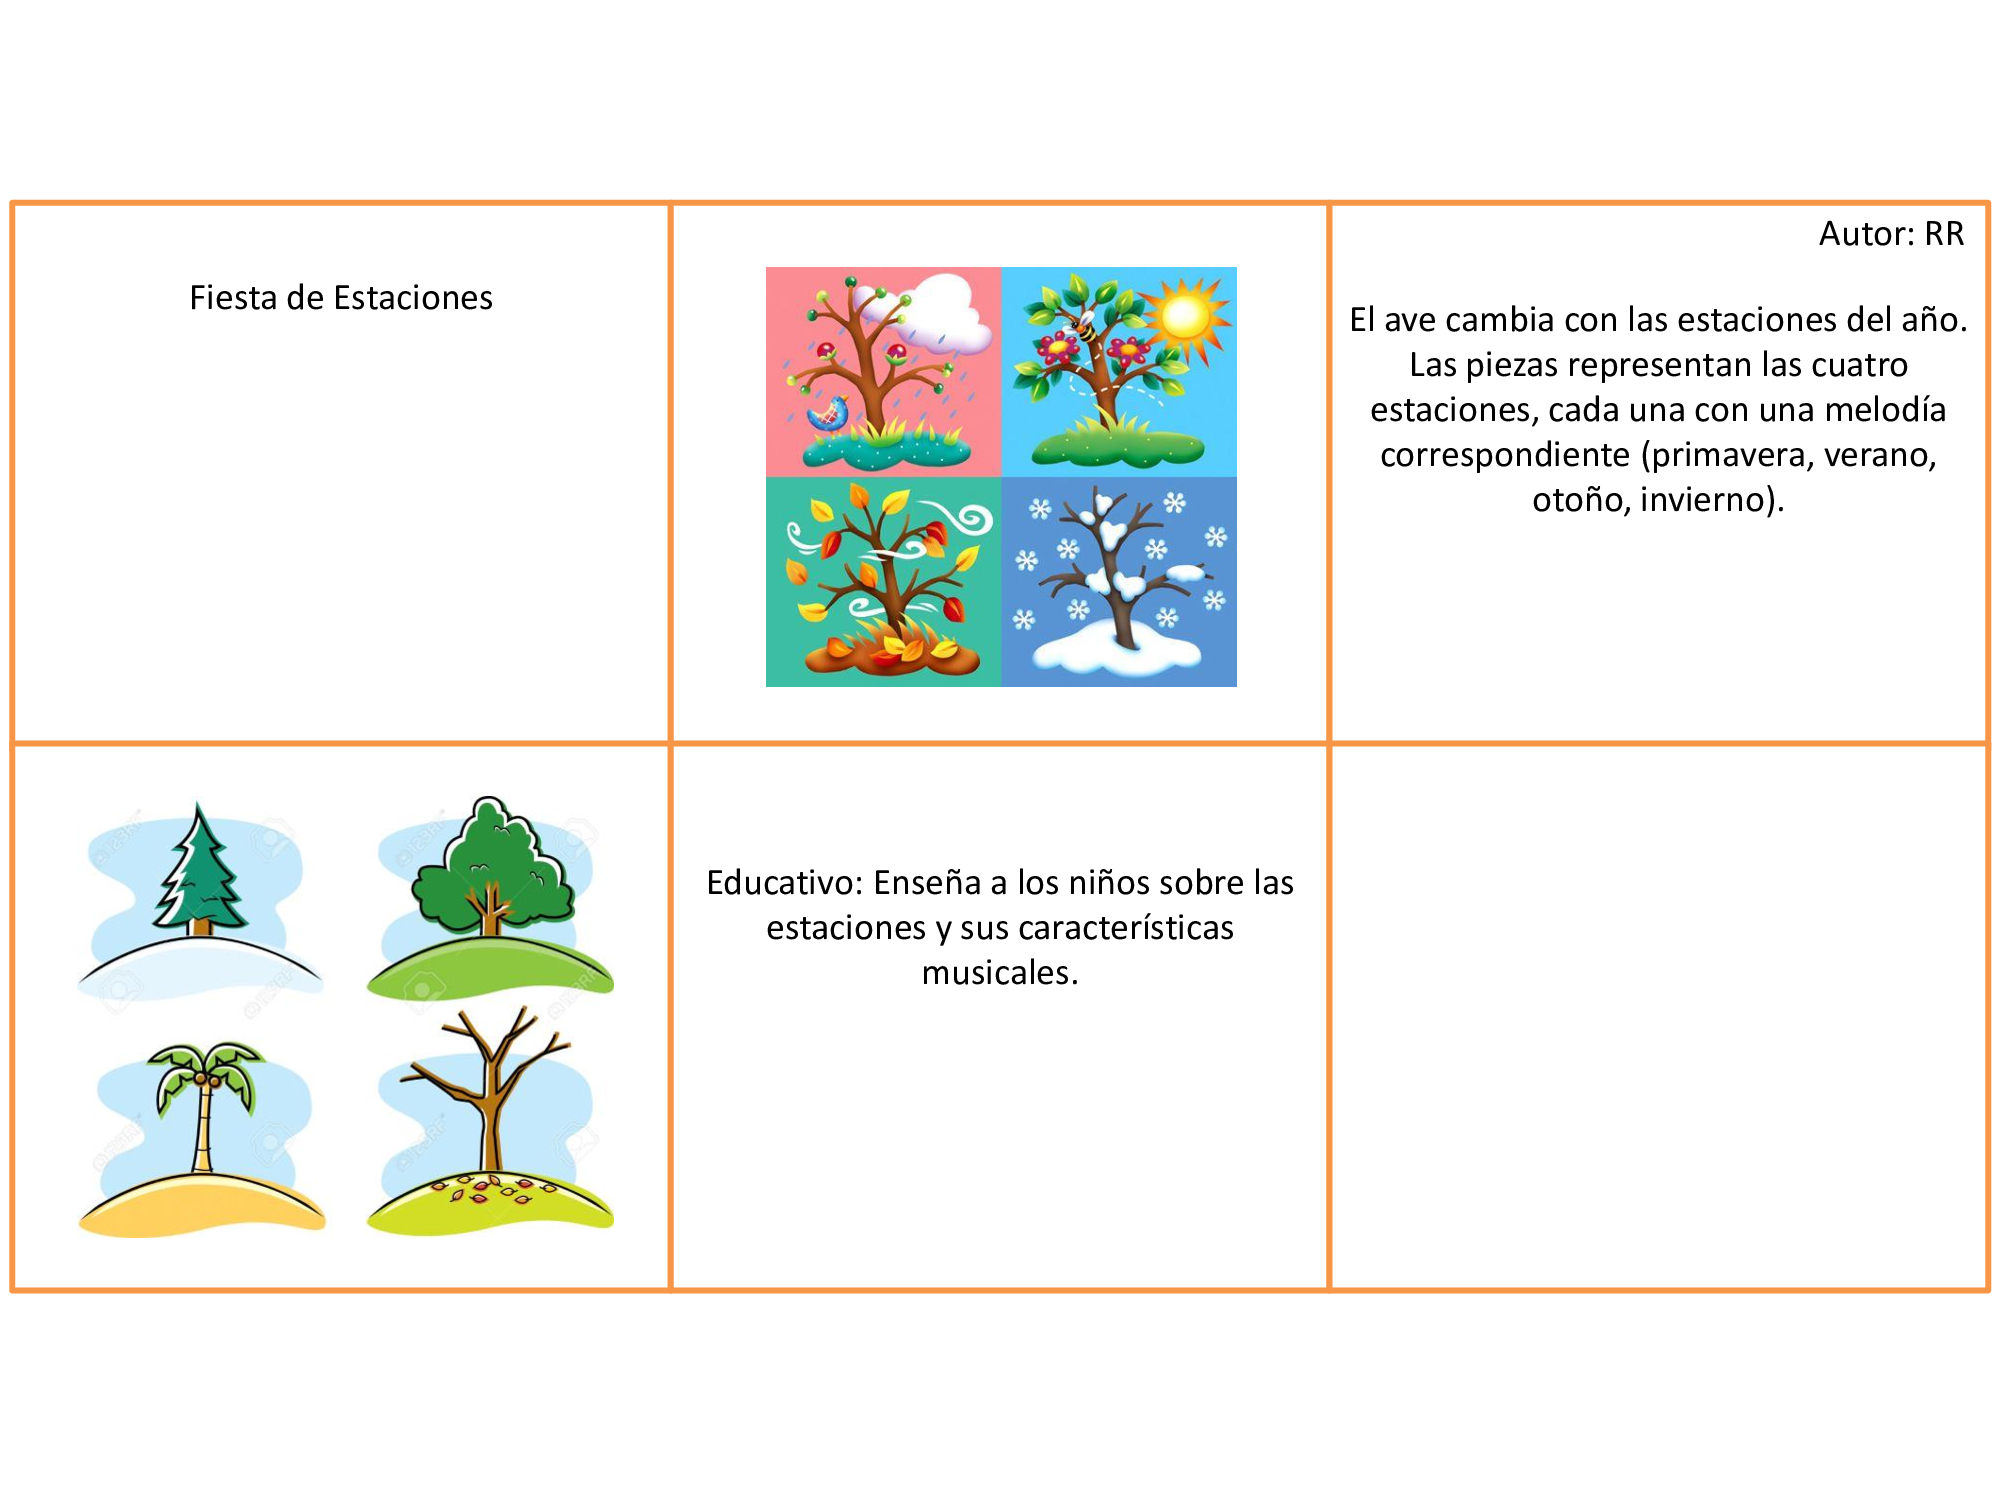 Fiesta de Estaciones
Autor: RR
El ave cambia con las estaciones del año.
Las piezas representan las cuatro
estaciones, cada una con una melodía
correspondiente (primavera, verano,
otoño, invierno).
Educativo: Enseña a los niños sobre las
estaciones y sus características
musicales.